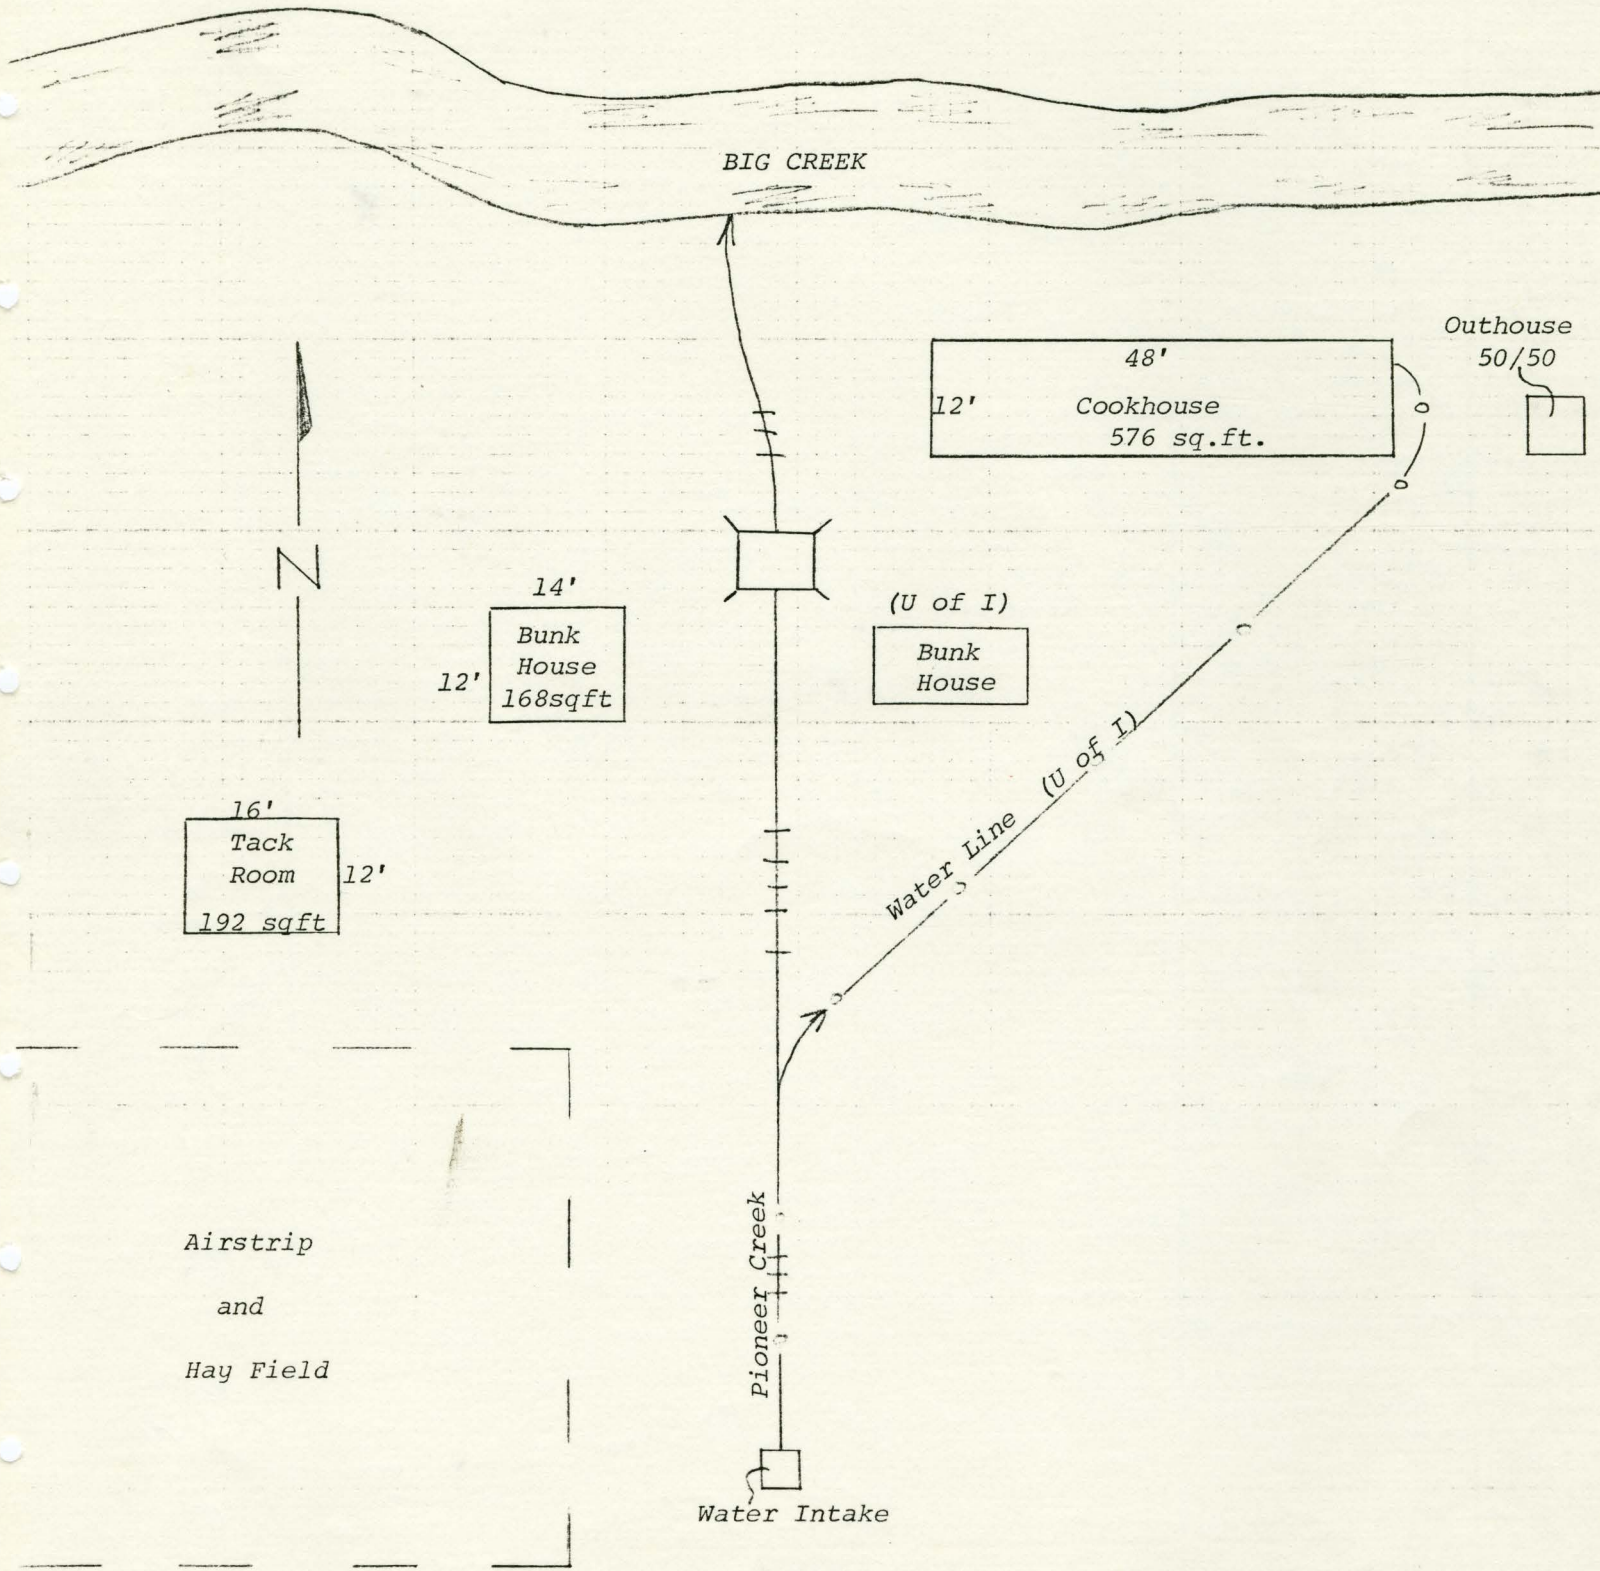 BIG CREEK
Outhouse
50/50
48'
12'
Cookhouse
576 sq.ft.
N
14'
12'
Bunk
House
168sqft
(U of I)
Bunk
House
16'
Tack
Room
12'
192 sqft
Water Line (U of I)
Airstrip
and
Hay Field
Pioneer Creek
Water Intake